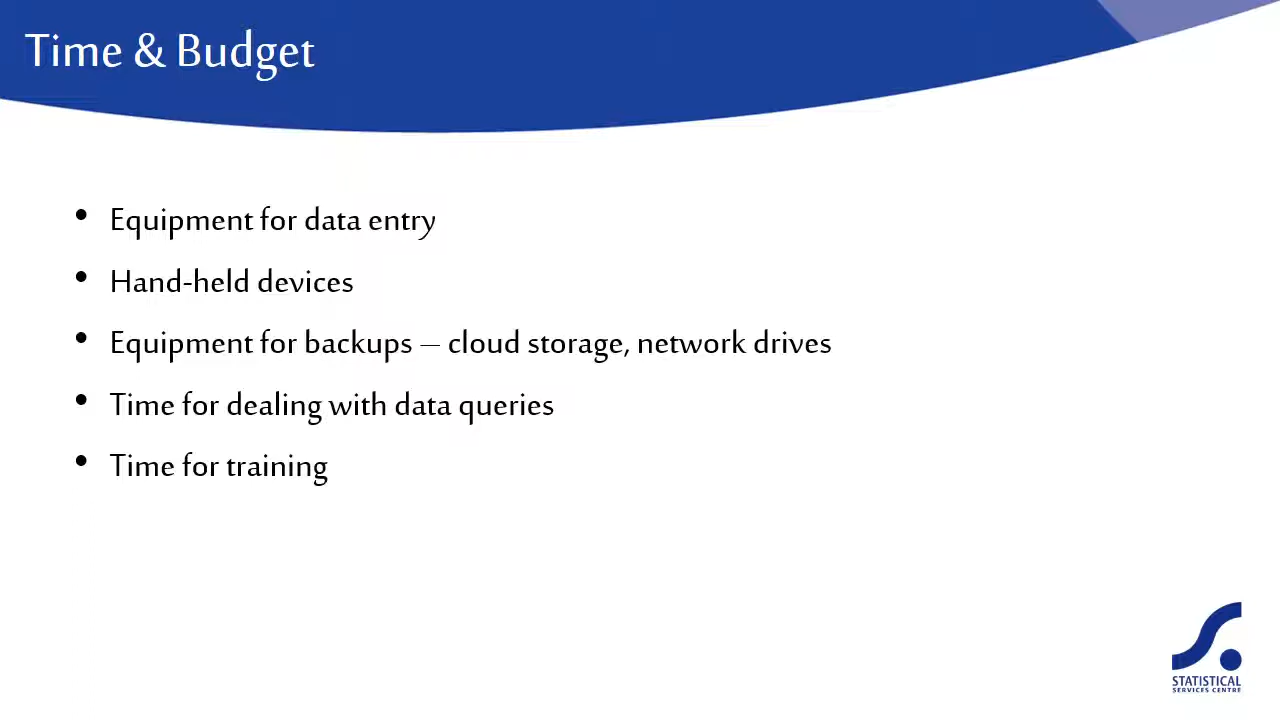 Time & Budget
• Equipment for data entry
• Hand-held devices
• Equipment for backups – cloud storage, network drives
• Time for dealing with data queries
• Time for training
STATISTICAL
SERVICES CENTRE